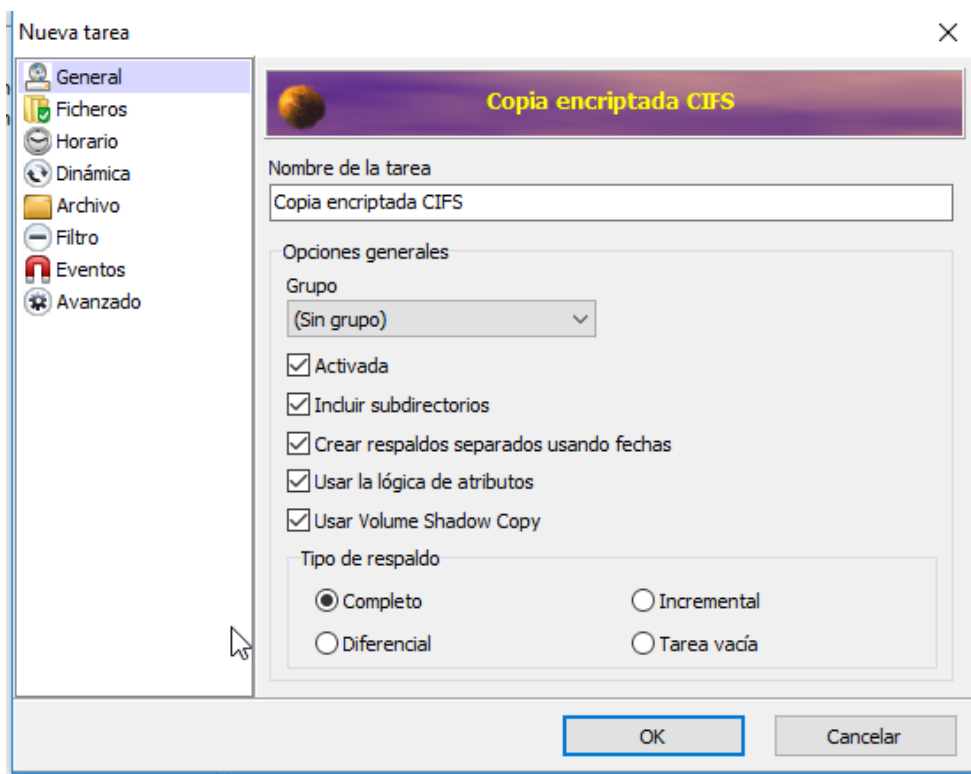 Nueva tarea
General
Ficheros
Horario
Dinámica
Archivo
Filtro
Eventos
Avanzado
Copia encriptada CIFS
Nombre de la tarea
Copia encriptada CIFS
Opciones generales
Grupo
(Sin grupo)
Activada
Incluir subdirectorios
Crear respaldos separados usando fechas
Usar la lógica de atributos
Usar Volume Shadow Copy
Tipo de respaldo
Completo
Incremental
Diferencial
Tarea vacía
OK
Cancelar